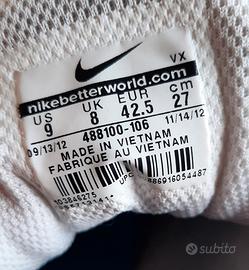 VX
nikebetterworld.com
US UK EUR cm
9 8 42.5 27
488100-106
09/13/12 11/14/12
MADE IN VIETNAM
FABRIQUE AU VIETNAM
UPC
subito